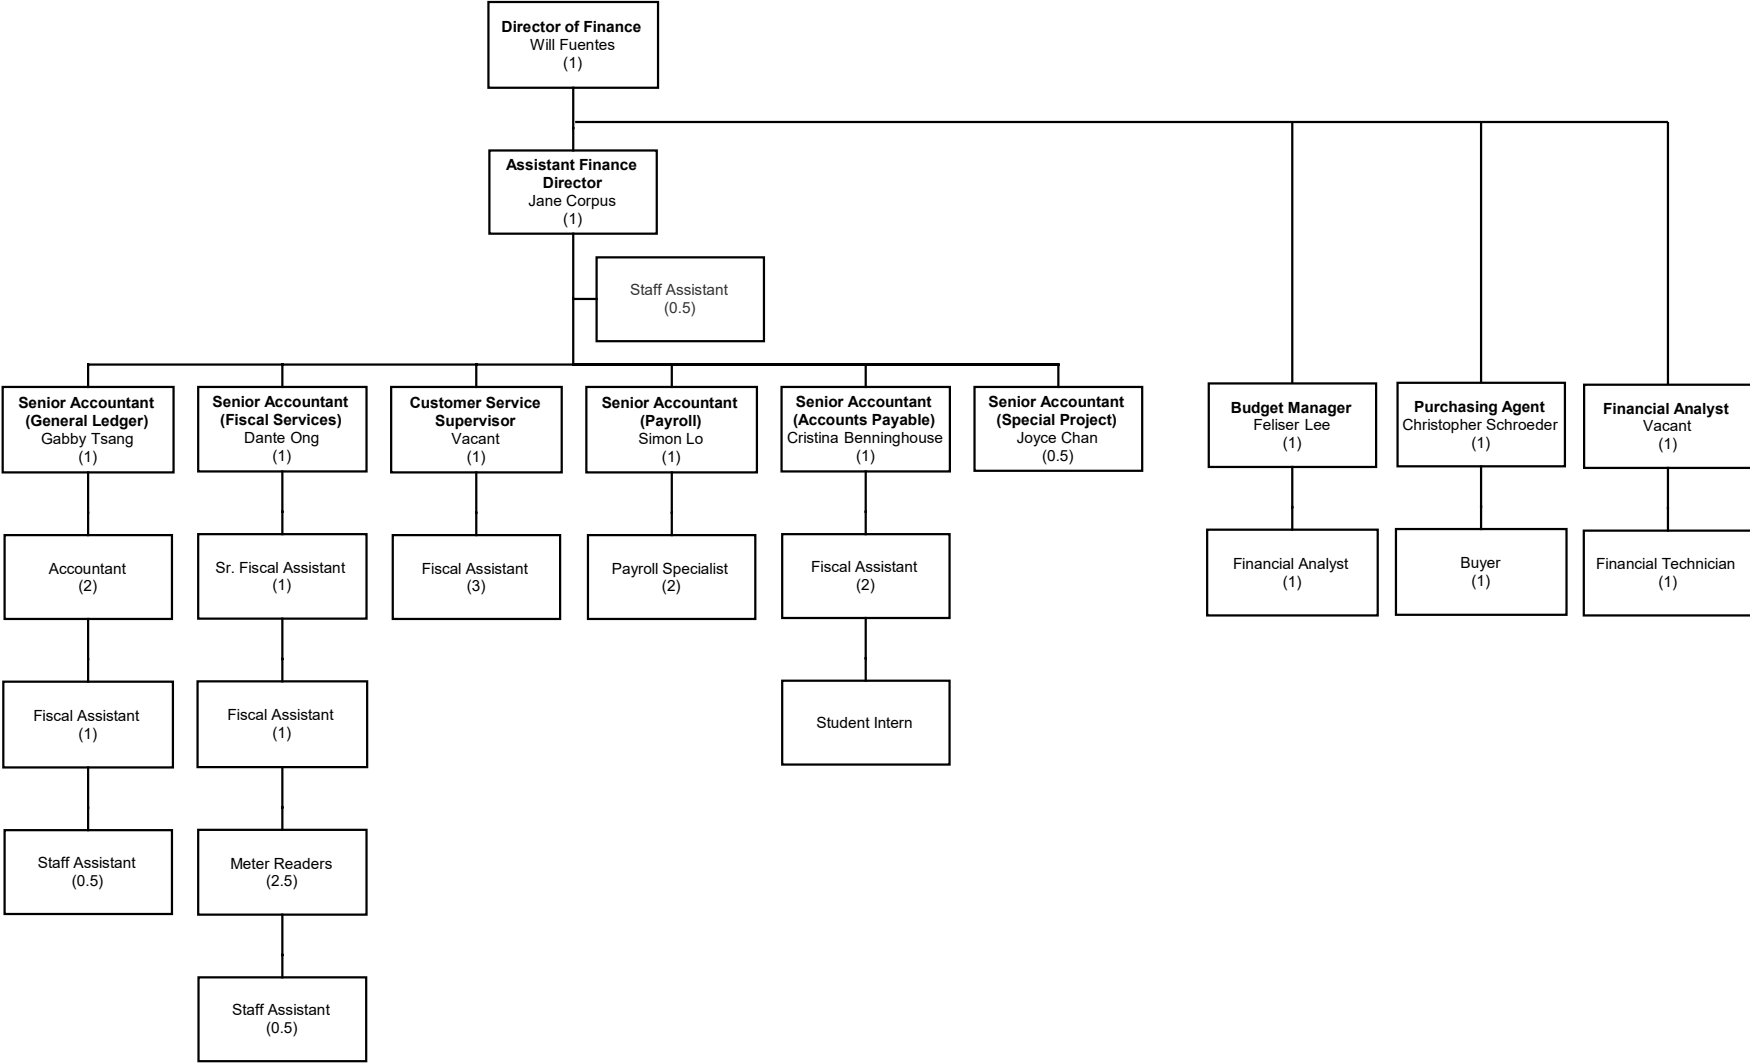 Director of Finance
Will Fuentes
(1)
Assistant Finance
Director
Jane Corpus
(1)
Staff Assistant
(0.5)
Senior Accountant
(General Ledger)
Gabby Tsang
(1)
Senior Accountant
(Fiscal Services)
Dante Ong
(1)
Customer Service
Supervisor
Vacant
(1)
Senior Accountant
(Payroll)
Simon Lo
(1)
Senior Accountant
(Accounts Payable)
Cristina Benninghouse
(1)
Senior Accountant
(Special Project)
Joyce Chan
(0.5)
Budget Manager
Feliser Lee
(1)
Purchasing Agent
Christopher Schroeder
(1)
Financial Analyst
Vacant
(1)
Accountant
(2)
Sr. Fiscal Assistant
(1)
Fiscal Assistant
(3)
Payroll Specialist
(2)
Fiscal Assistant
(2)
Financial Analyst
(1)
Buyer
(1)
Financial Technician
(1)
Fiscal Assistant
(1)
Fiscal Assistant
(1)
Student Intern
Staff Assistant
(0.5)
Meter Readers
(2.5)
Staff Assistant
(0.5)